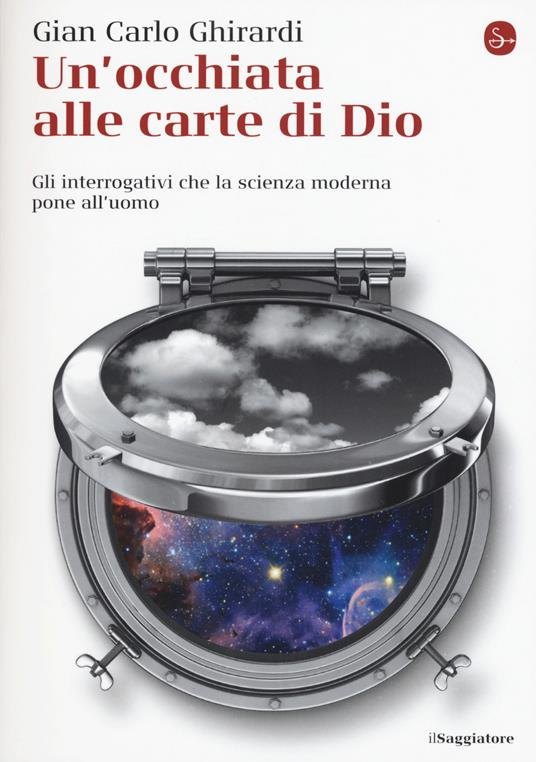 Gian Carlo Ghirardi
Un'occhiata
alle carte di Dio
Gli interrogativi che la scienza moderna
pone all'uomo
ilSaggiatore